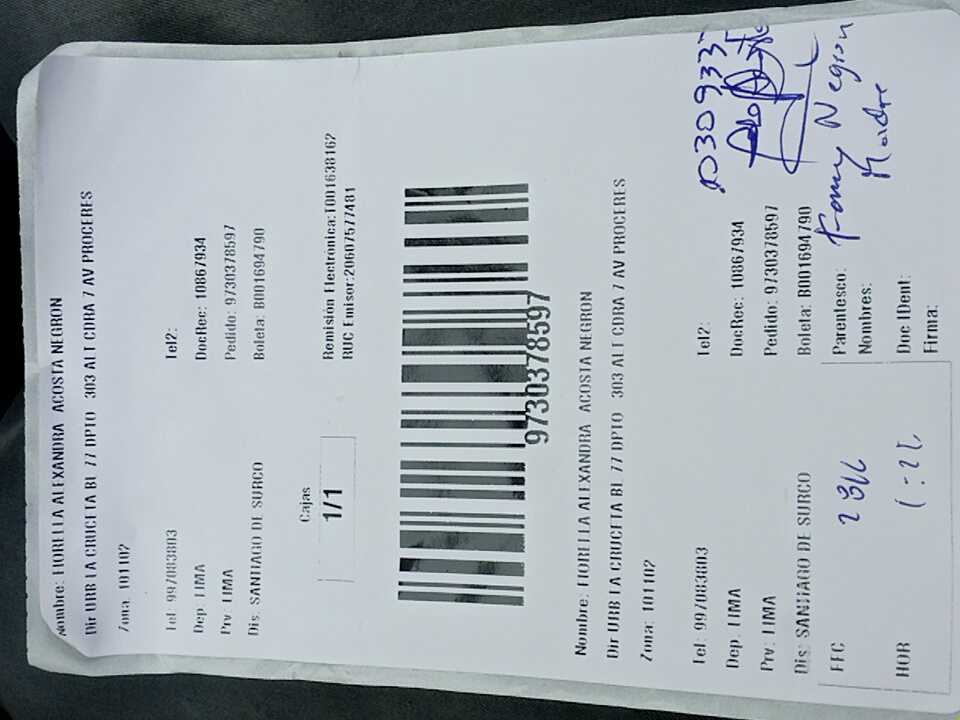 Nombre: FIORELLA ALEXANDRA ACOSTA NEGRON
Dir URB LA CRUCETA BL 77 DPTO 303 ALT CDRA 7 AV PROCERES
Zona: 101102
Tel: 997083803 Tel2:
Dep: LIMA DocRec: 10867934
Prv: LIMA Pedido: 9730378597
Dis: SANTIAGO DE SURCO Boleta: B001694790
Cajas
1/1
Remisión Electrónica:T001638162
RUC Emisor:20607577481
9730378597
Nombre: FIORELLA ALEXANDRA ACOSTA NEGRON
Dir URB LA CRUCETA BL 77 DPTO 303 ALT CDRA 7 AV PROCERES
Zona: 101102
Tel: 997083803 Tel2:
Dep: LIMA DocRec: 10867934
Prv: LIMA Pedido: 9730378597
Dis: SANTIAGO DE SURCO Boleta: B001694790
FEC Parentesco:
Nombres: Negron
Madre
HOR Doc IDent:
Firma: